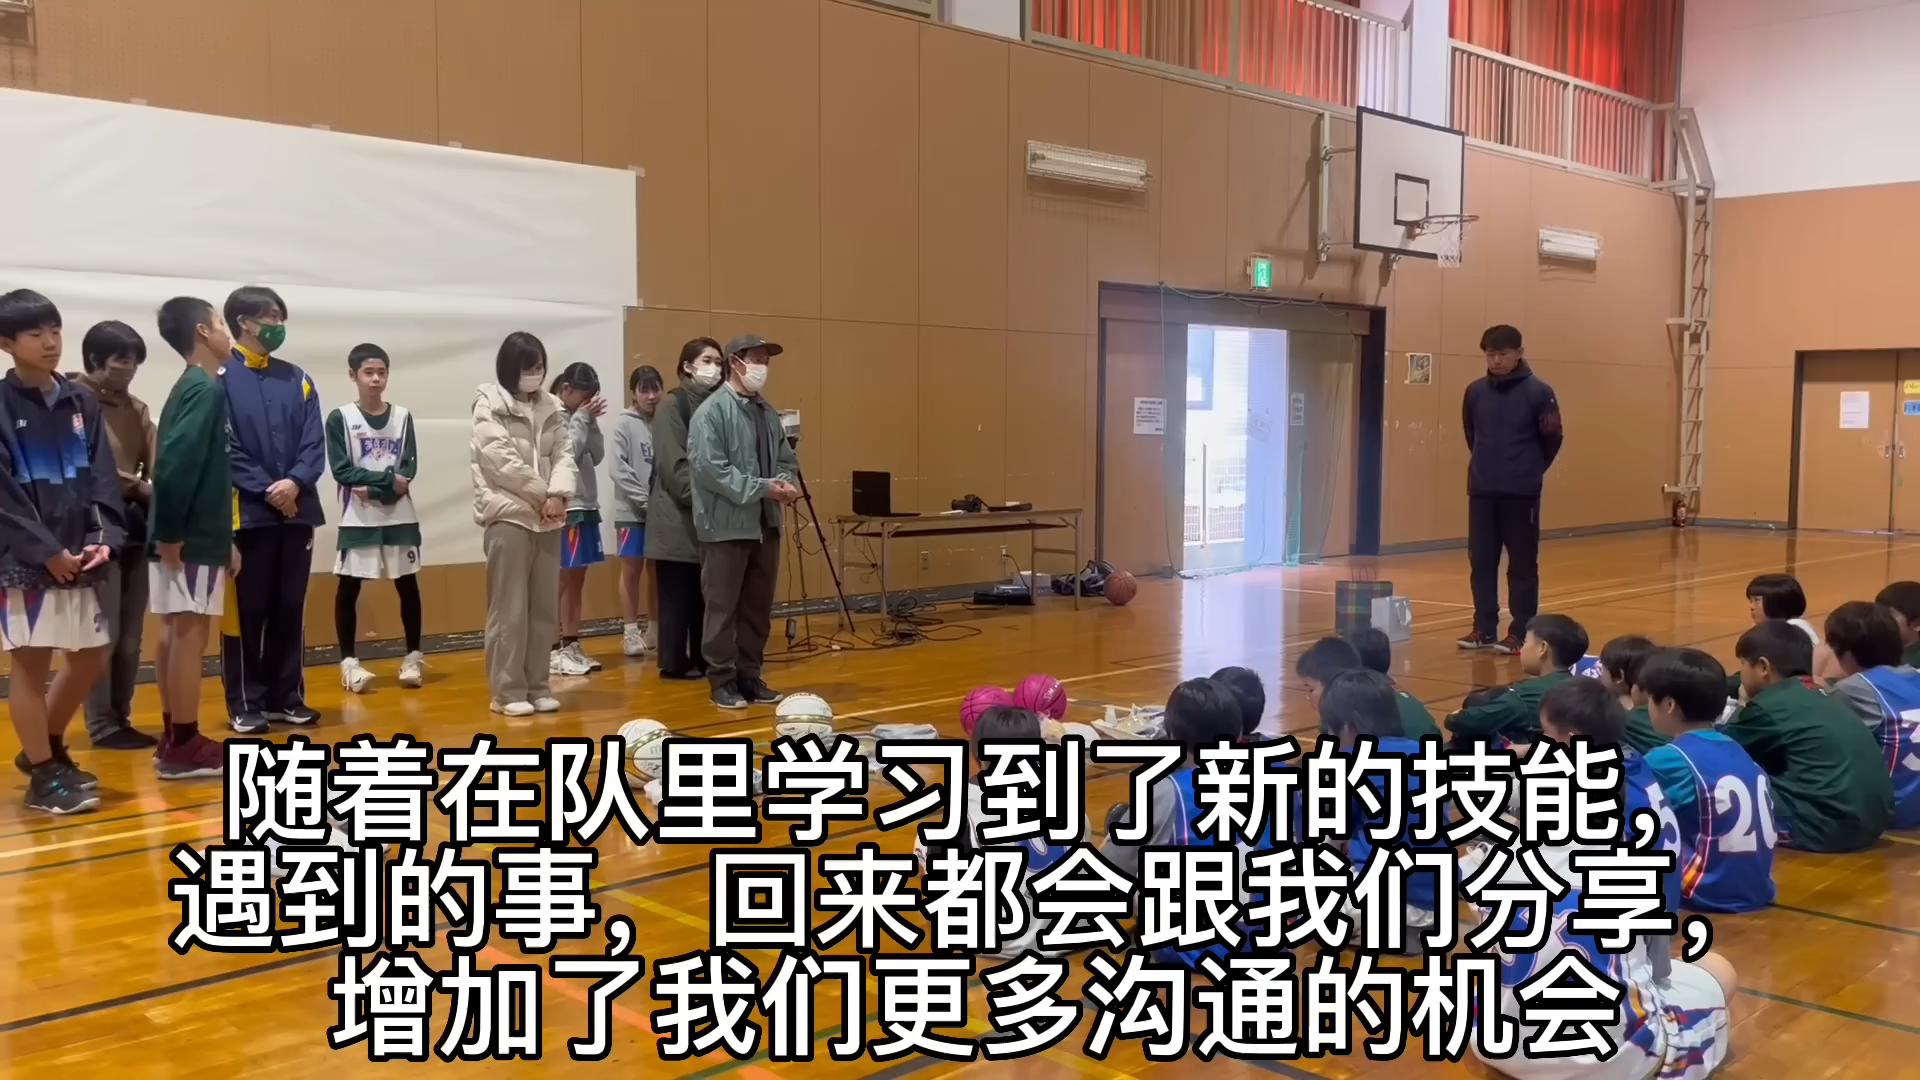 随着在队里学习到了新的技能，
遇到的事，回来都会跟我们分享，
增加了我们更多沟通的机会
9
20